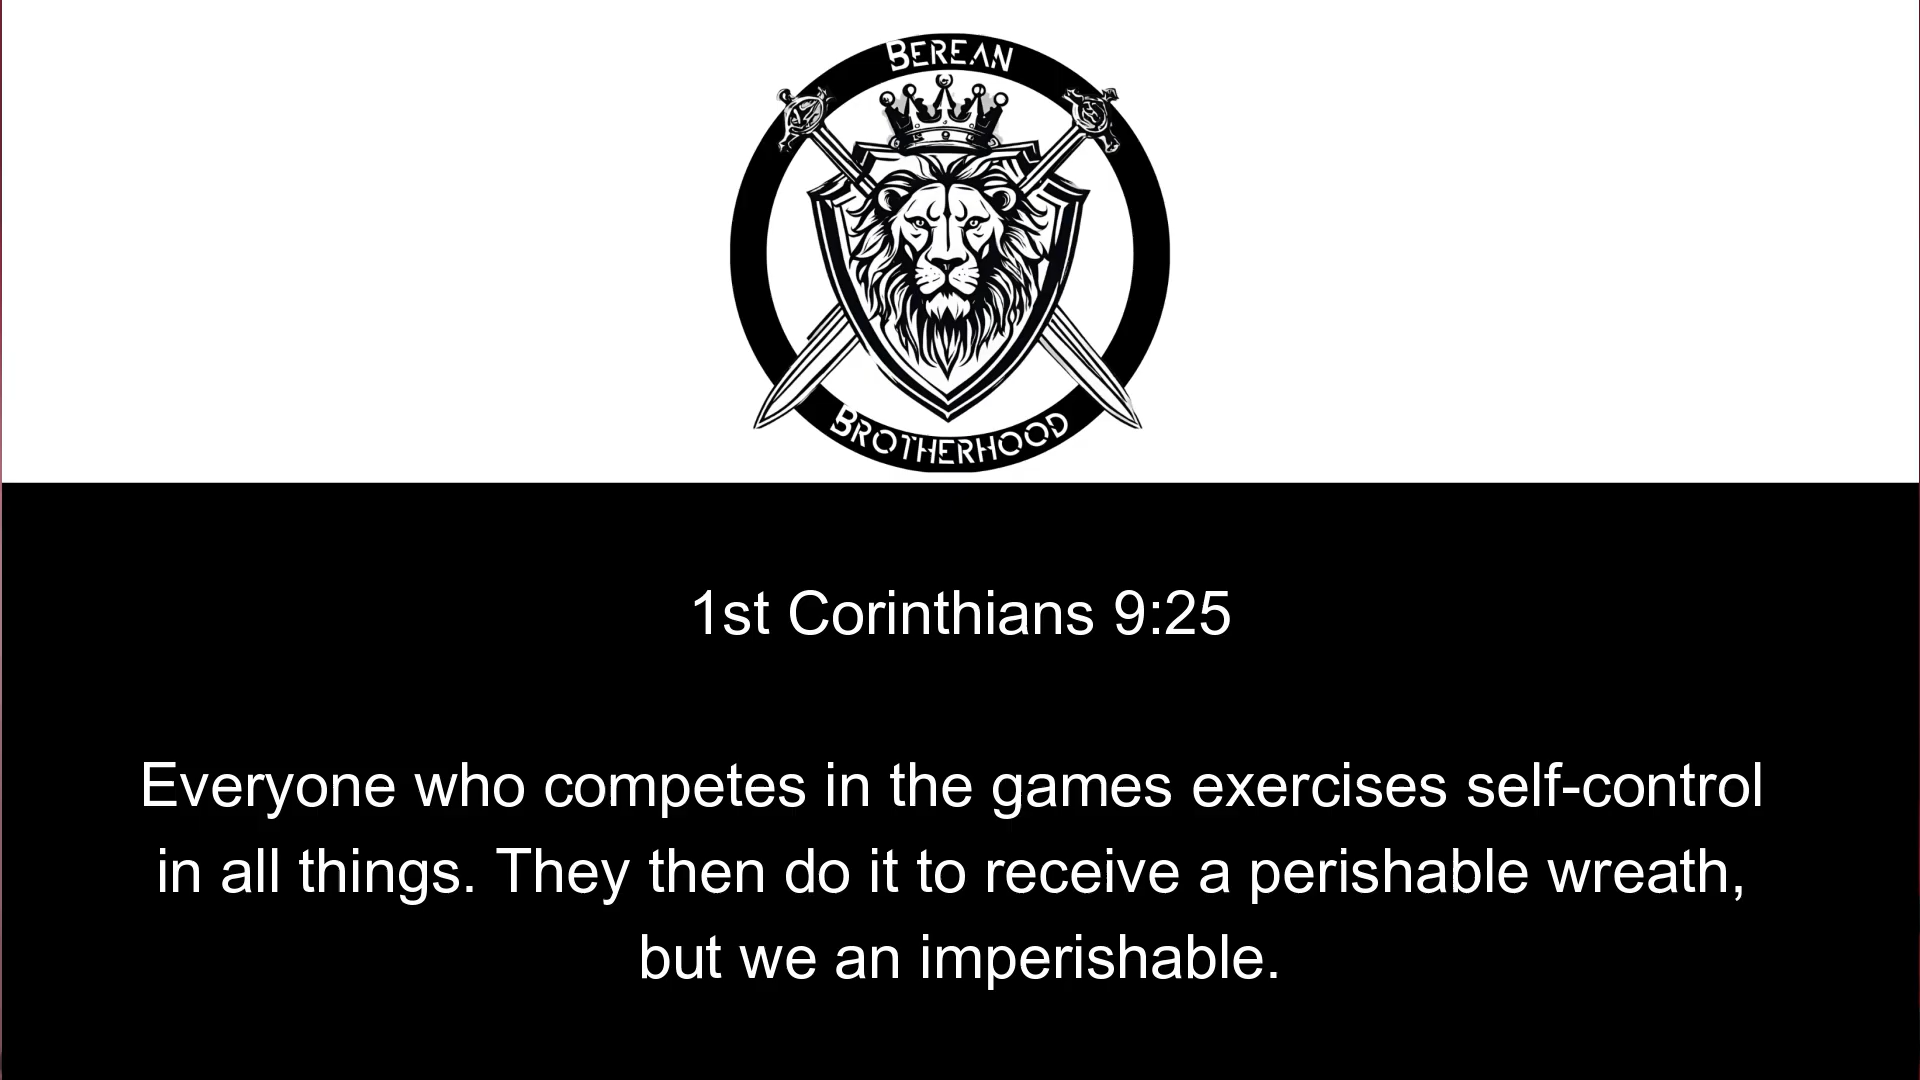 BEREAN
BROTHERHOOD
1st Corinthians 9:25
Everyone who competes in the games exercises self-control
in all things. They then do it to receive a perishable wreath,
but we an imperishable.